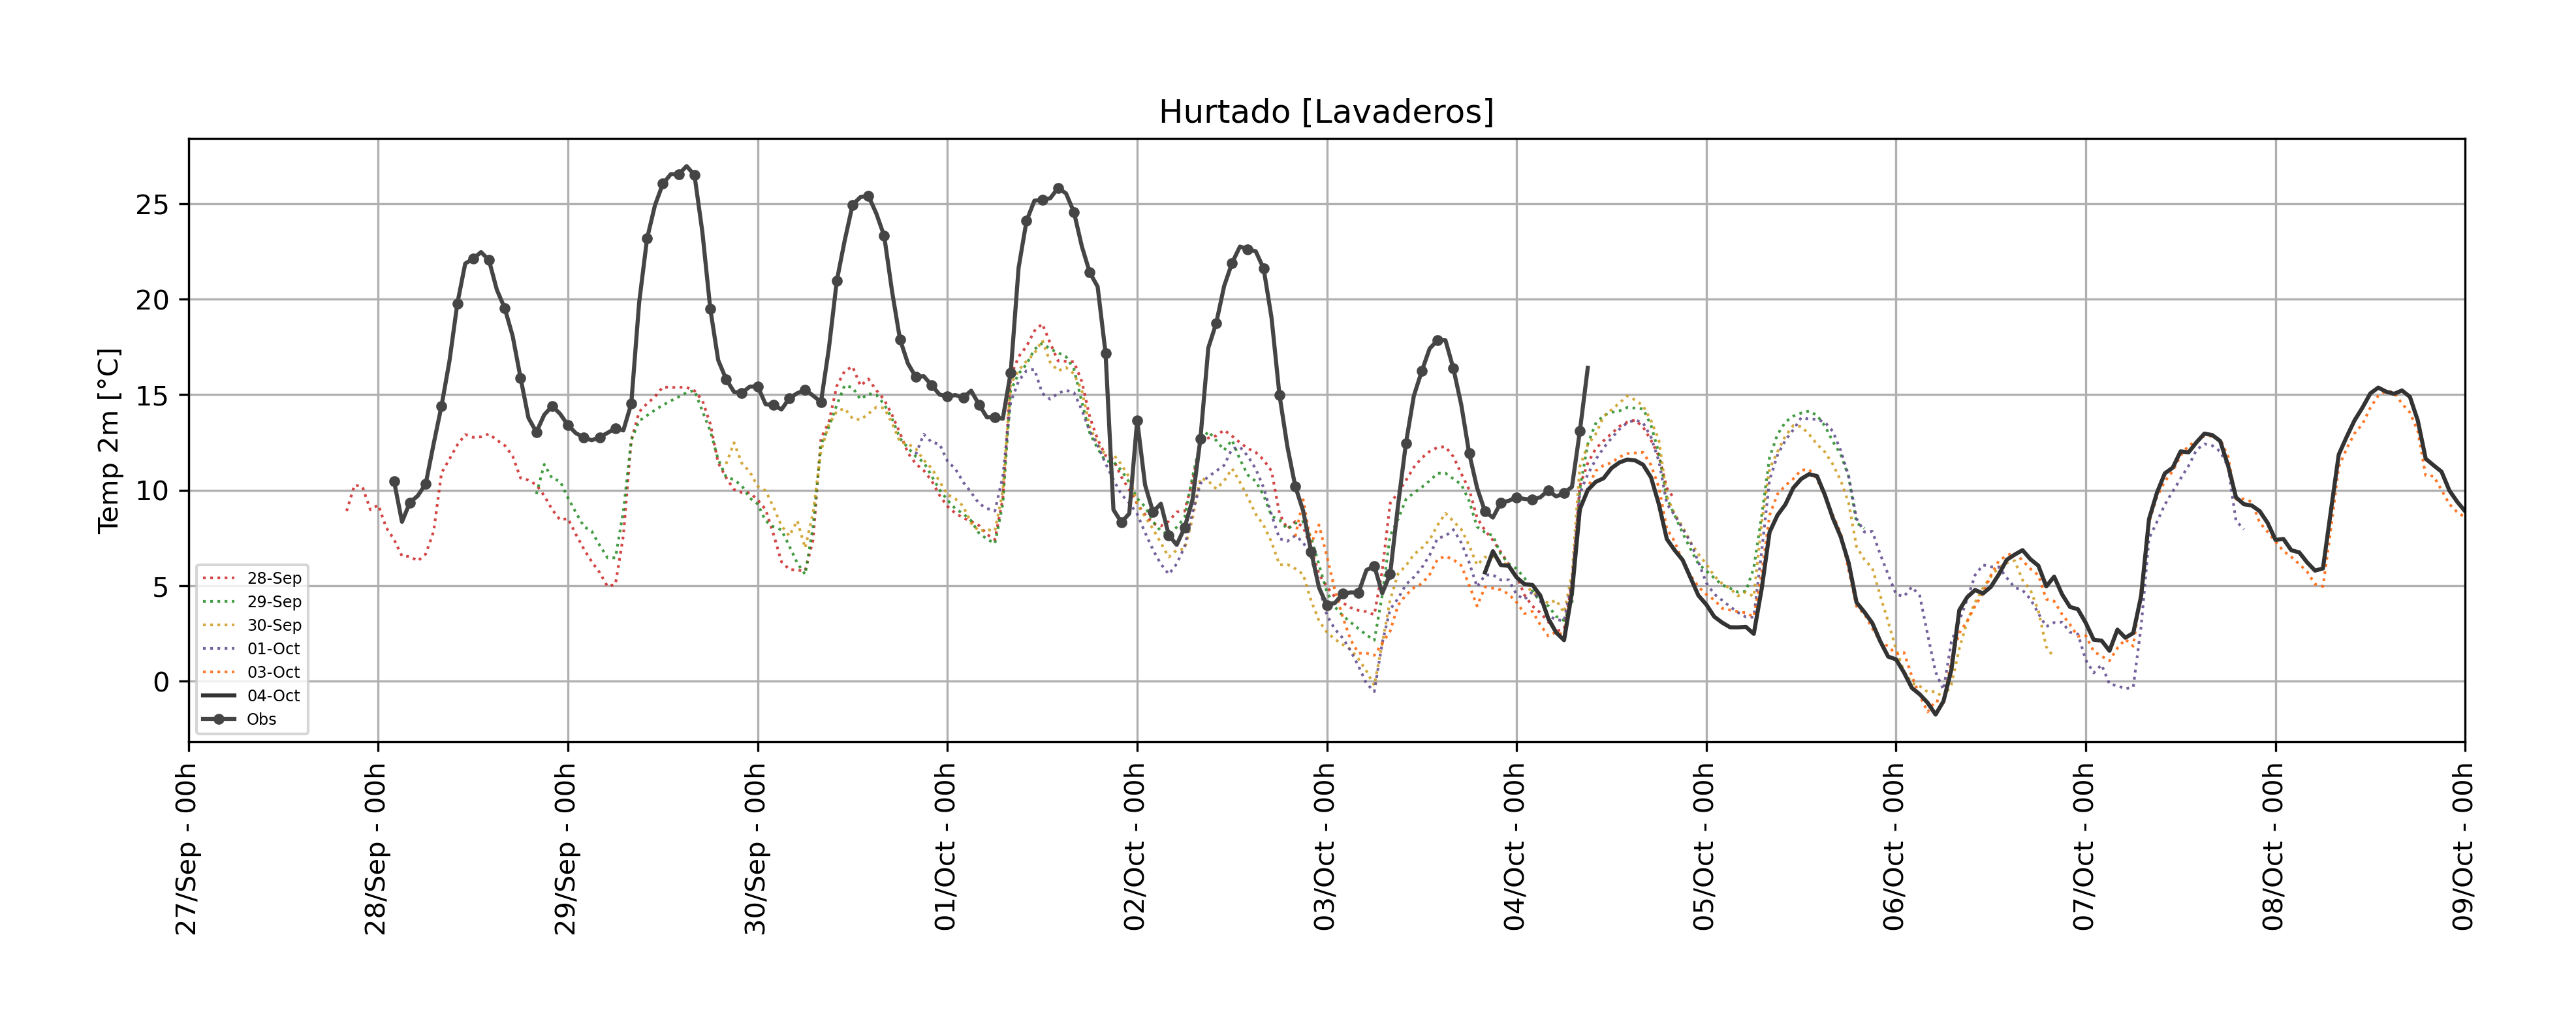 Hurtado [Lavaderos]
Temp 2m [°C]
25
20
15
10
5
0
28-Sep
29-Sep
30-Sep
01-Oct
03-Oct
04-Oct
Obs
27/Sep - 00h
28/Sep - 00h
29/Sep - 00h
30/Sep - 00h
01/Oct - 00h
02/Oct - 00h
03/Oct - 00h
04/Oct - 00h
05/Oct - 00h
06/Oct - 00h
07/Oct - 00h
08/Oct - 00h
09/Oct - 00h